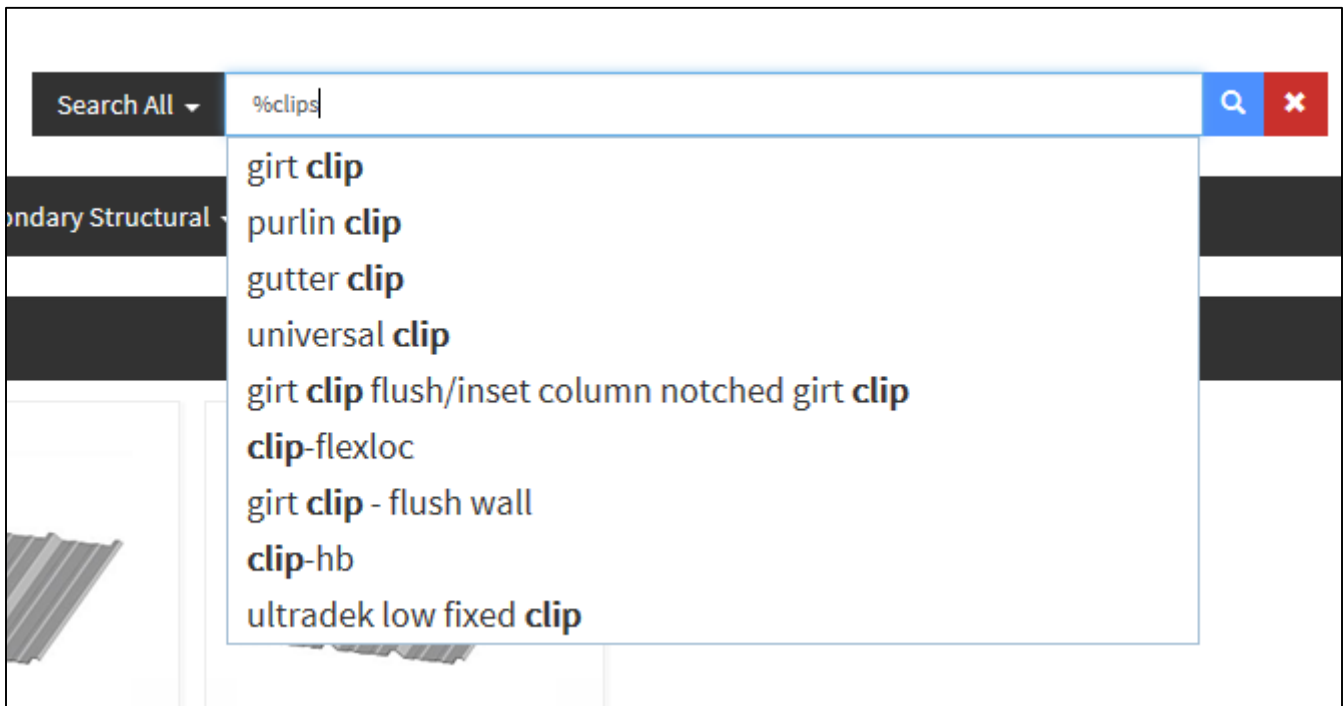 Search All
%clips
girt clip
ondary Structural
purlin clip
gutter clip
universal clip
girt clip flush/inset column notched girt clip
clip-flexloc
girt clip - flush wall
clip-hb
ultradek low fixed clip